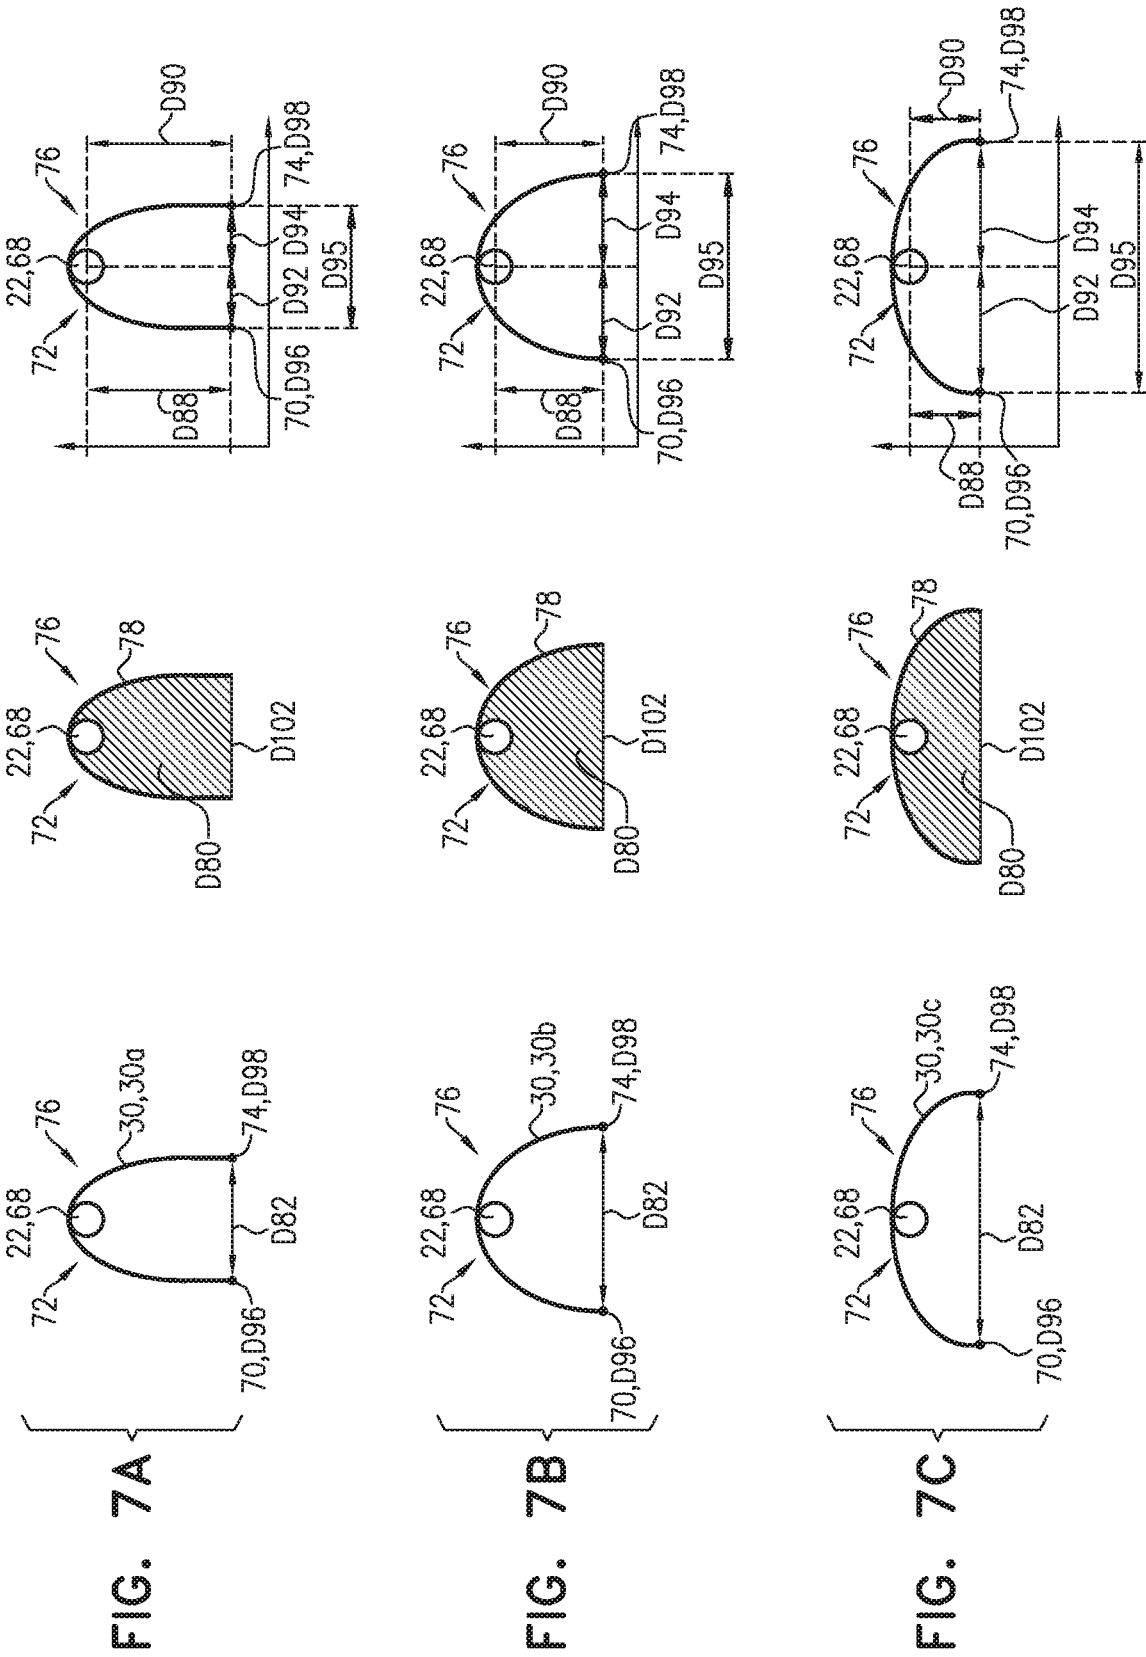 FIG. 7A
72
22,68
76
30,30a
70,D96
D82
74,D98
72
22,68
76
78
D80
D102
72
22,68
76
D88
D90
70,D96
D92
D94
74,D98
D95
FIG. 7B
72
22,68
76
30,30b
70,D96
D82
74,D98
72
22,68
76
78
D80
D102
72
22,68
76
D88
D90
70,D96
D92
D94
74,D98
D95
FIG. 7C
72
22,68
76
30,30c
70,D96
D82
74,D98
72
22,68
76
78
D80
D102
72
22,68
76
D88
D90
70,D96
D92
D94
74,D98
D95